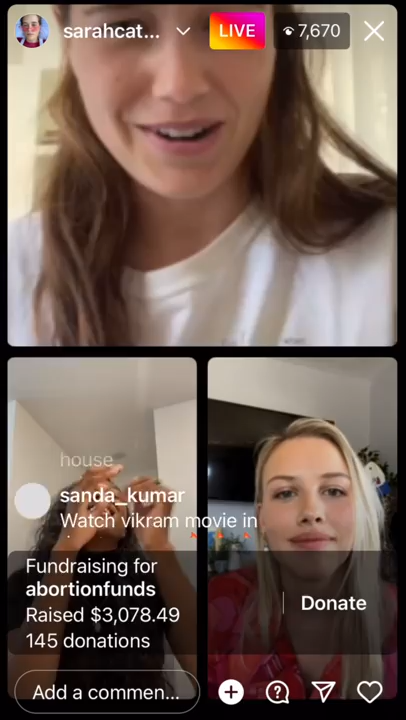 sarahcat...
LIVE
7,670
house
sanda_kumar
Watch vikram movie in
Fundraising for
abortionfunds
Raised $3,078.49
145 donations
Donate
Add a commen...